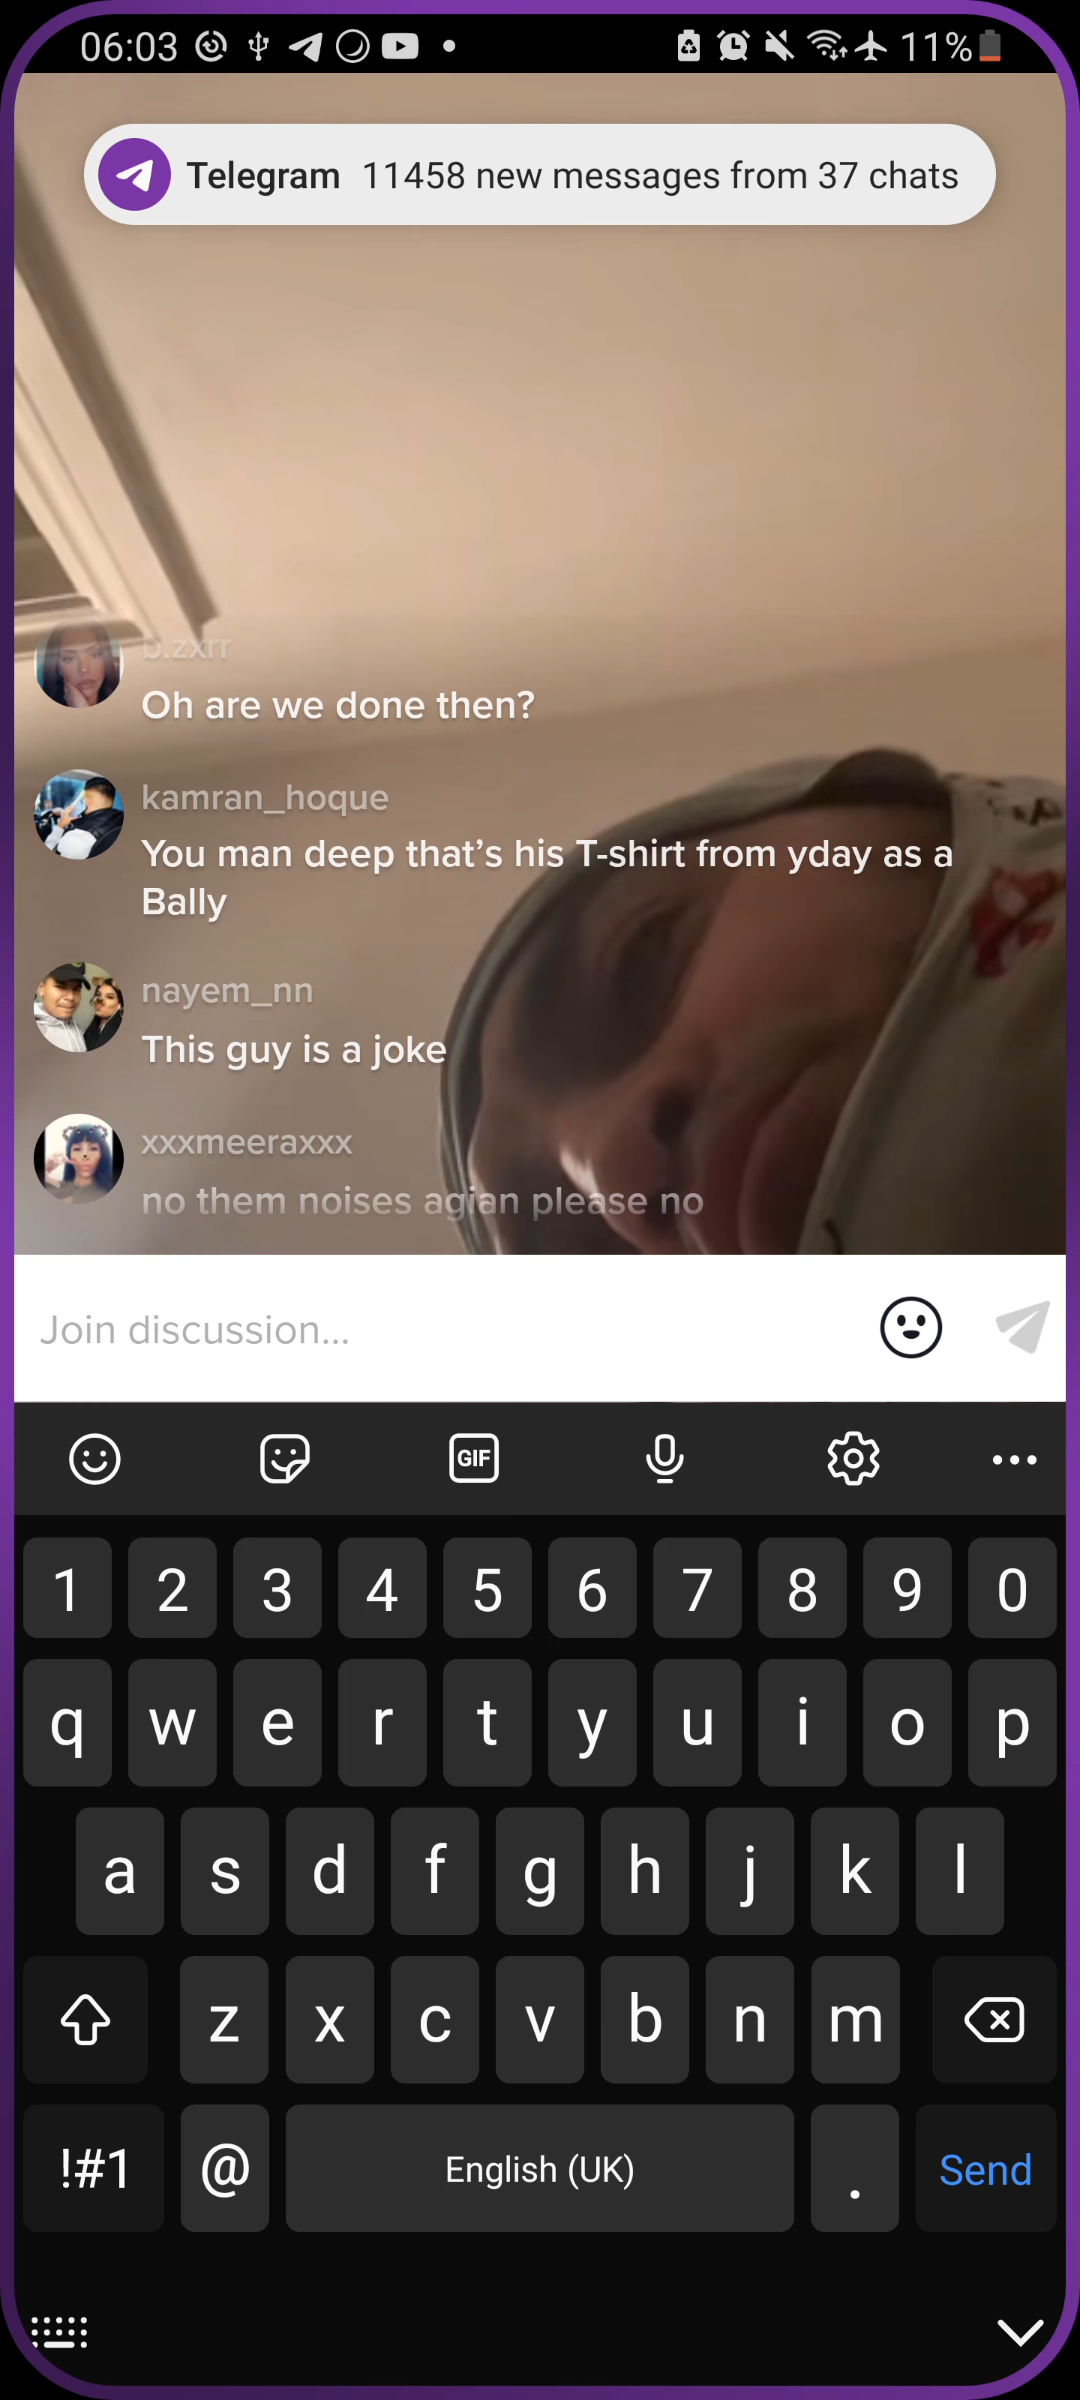 06:03 11%
Telegram 11458 new messages from 37 chats
b.zxrr
Oh are we done then?
kamran_hoque
You man deep that’s his T-shirt from yday as a
Bally
nayem_nn
This guy is a joke
xxxmeeraxxx
no them noises agian please no
Join discussion...
GIF
1 2 3 4 5 6 7 8 9 0
q w e r t y u i o p
a s d f g h j k l
z x c v b n m
!#1 @ English (UK) . Send